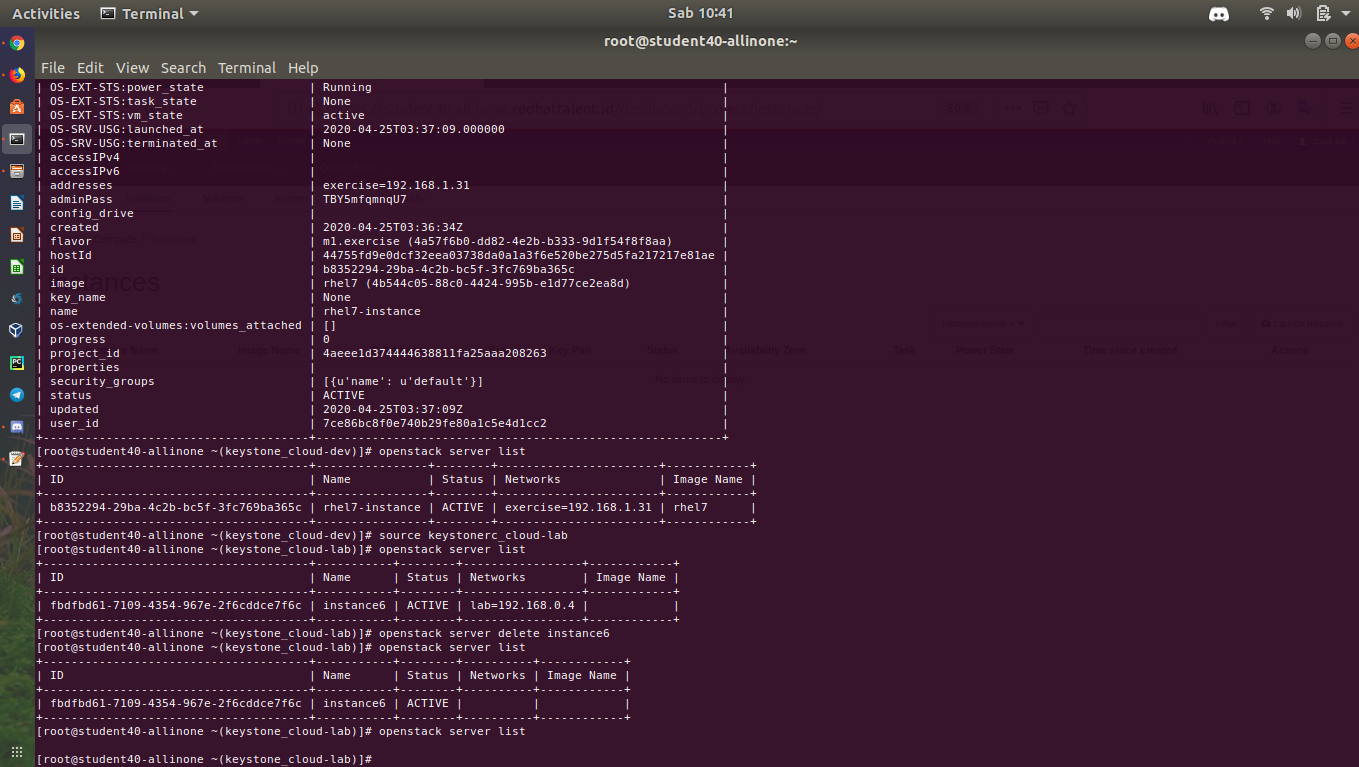 Activities Terminal Sab 10:41
root@student40-allinone:~
File Edit View Search Terminal Help
| OS-EXT-STS:power_state | Running |
| OS-EXT-STS:task_state | None |
| OS-EXT-STS:vm_state | active |
| OS-SRV-USG:launched_at | 2020-04-25T03:37:09.000000 |
| OS-SRV-USG:terminated_at | None |
| accessIPv4 | |
| accessIPv6 | |
| addresses | exercise=192.168.1.31 |
| adminPass | TBY5mfqmnqU7 |
| config_drive | |
| created | 2020-04-25T03:36:34Z |
| flavor | m1.exercise (4a57f6b0-dd82-4e2b-b333-9d1f54f8f8aa) |
| hostId | 44755fd9e0dcf32eea03738da0a1a3f6e520be275d5fa217217e81ae |
| id | b8352294-29ba-4c2b-bc5f-3fc769ba365c |
| image | rhel7 (4b544c05-88c0-4424-995b-e1d77ce2ea8d) |
| key_name | None |
| name | rhel7-instance |
| os-extended-volumes:volumes_attached | [] |
| progress | 0 |
| project_id | 4aeee1d374444638811fa25aaa208263 |
| properties | |
| security_groups | [{u'name': u'default'}] |
| status | ACTIVE |
| updated | 2020-04-25T03:37:09Z |
| user_id | 7ce86bc8f0e740b29fe80a1c5e4d1cc2 |
+--------------------------------------+----------------------------------------------------------+
[root@student40-allinone ~(keystone_cloud-dev)]# openstack server list
+--------------------------------------+----------------+--------+-----------------------+------------+
| ID | Name | Status | Networks | Image Name |
+--------------------------------------+----------------+--------+-----------------------+------------+
| b8352294-29ba-4c2b-bc5f-3fc769ba365c | rhel7-instance | ACTIVE | exercise=192.168.1.31 | rhel7 |
+--------------------------------------+----------------+--------+-----------------------+------------+
[root@student40-allinone ~(keystone_cloud-dev)]# source keystonerc_cloud-lab
[root@student40-allinone ~(keystone_cloud-lab)]# openstack server list
+--------------------------------------+-----------+--------+-----------------+------------+
| ID | Name | Status | Networks | Image Name |
+--------------------------------------+-----------+--------+-----------------+------------+
| fbdfbd61-7109-4354-967e-2f6cddce7f6c | instance6 | ACTIVE | lab=192.168.0.4 | |
+--------------------------------------+-----------+--------+-----------------+------------+
[root@student40-allinone ~(keystone_cloud-lab)]# openstack server delete instance6
[root@student40-allinone ~(keystone_cloud-lab)]# openstack server list
+--------------------------------------+-----------+--------+----------+------------+
| ID | Name | Status | Networks | Image Name |
+--------------------------------------+-----------+--------+----------+------------+
| fbdfbd61-7109-4354-967e-2f6cddce7f6c | instance6 | ACTIVE | | |
+--------------------------------------+-----------+--------+----------+------------+
[root@student40-allinone ~(keystone_cloud-lab)]# openstack server list
[root@student40-allinone ~(keystone_cloud-lab)]#